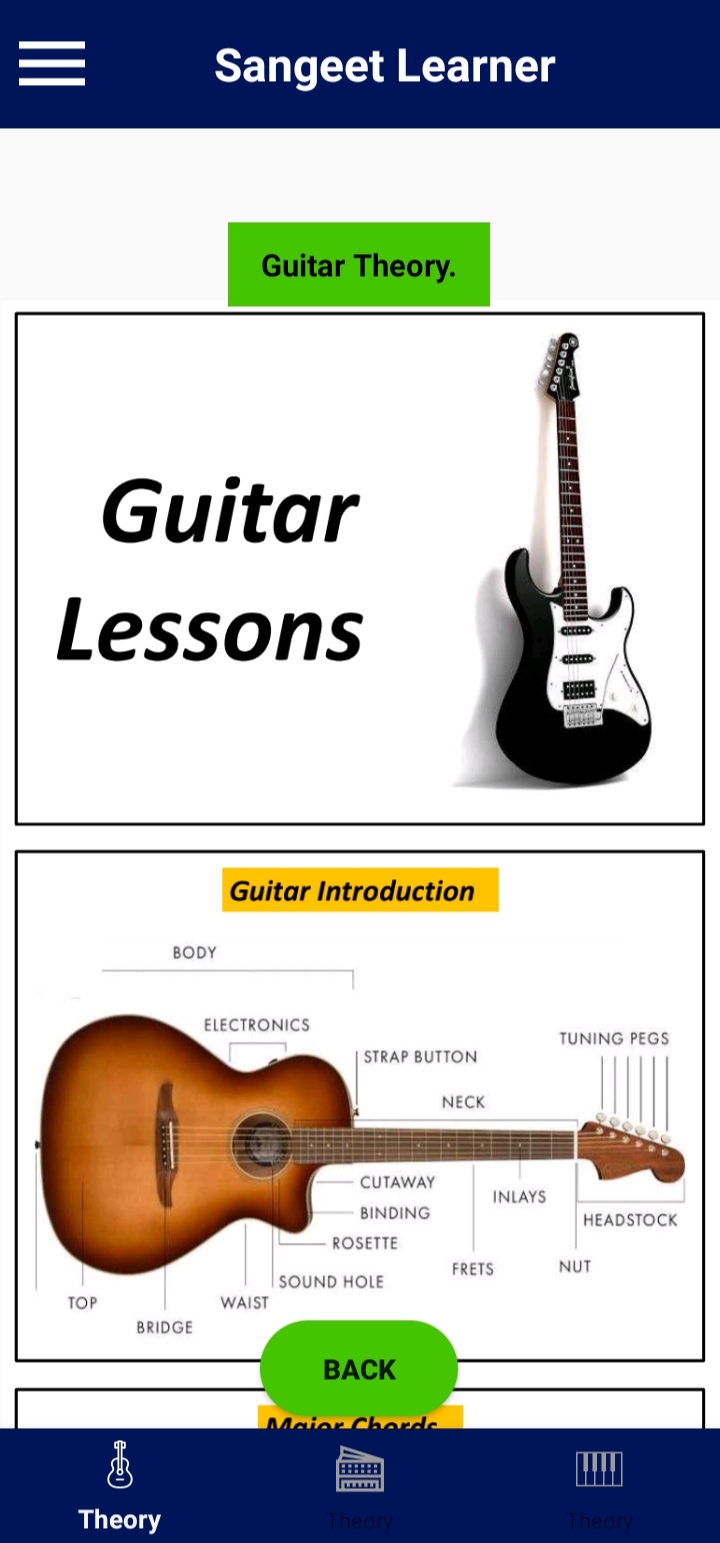 Sangeet Learner
Guitar Theory.
Guitar
Lessons
Guitar Introduction
BODY
ELECTRONICS
TUNING PEGS
STRAP BUTTON
NECK
CUTAWAY
INLAYS
BINDING
HEADSTOCK
ROSETTE
FRETS
NUT
SOUND HOLE
TOP
WAIST
BRIDGE
BACK
Major Chords
Theory
Theory
Theory